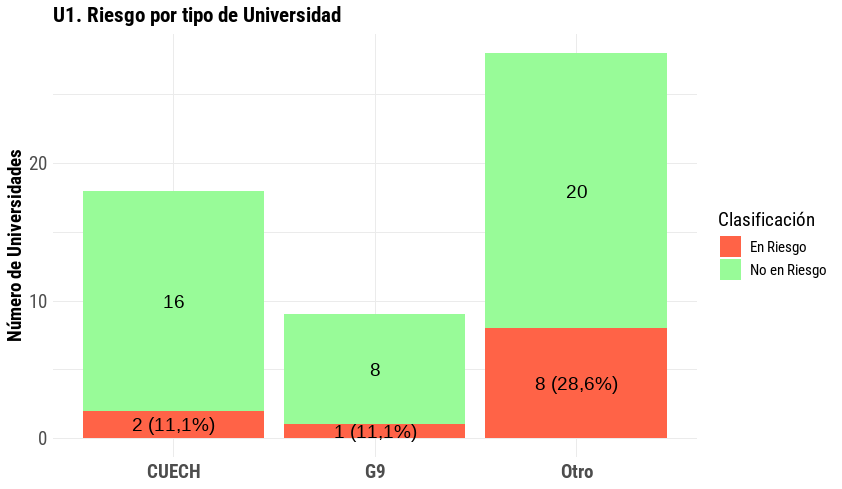 U1. Riesgo por tipo de Universidad
Número de Universidades
20
10
0
16
2 (11,1%)
8
1 (11,1%)
20
8 (28,6%)
CUECH
G9
Otro
Clasificación
En Riesgo
No en Riesgo